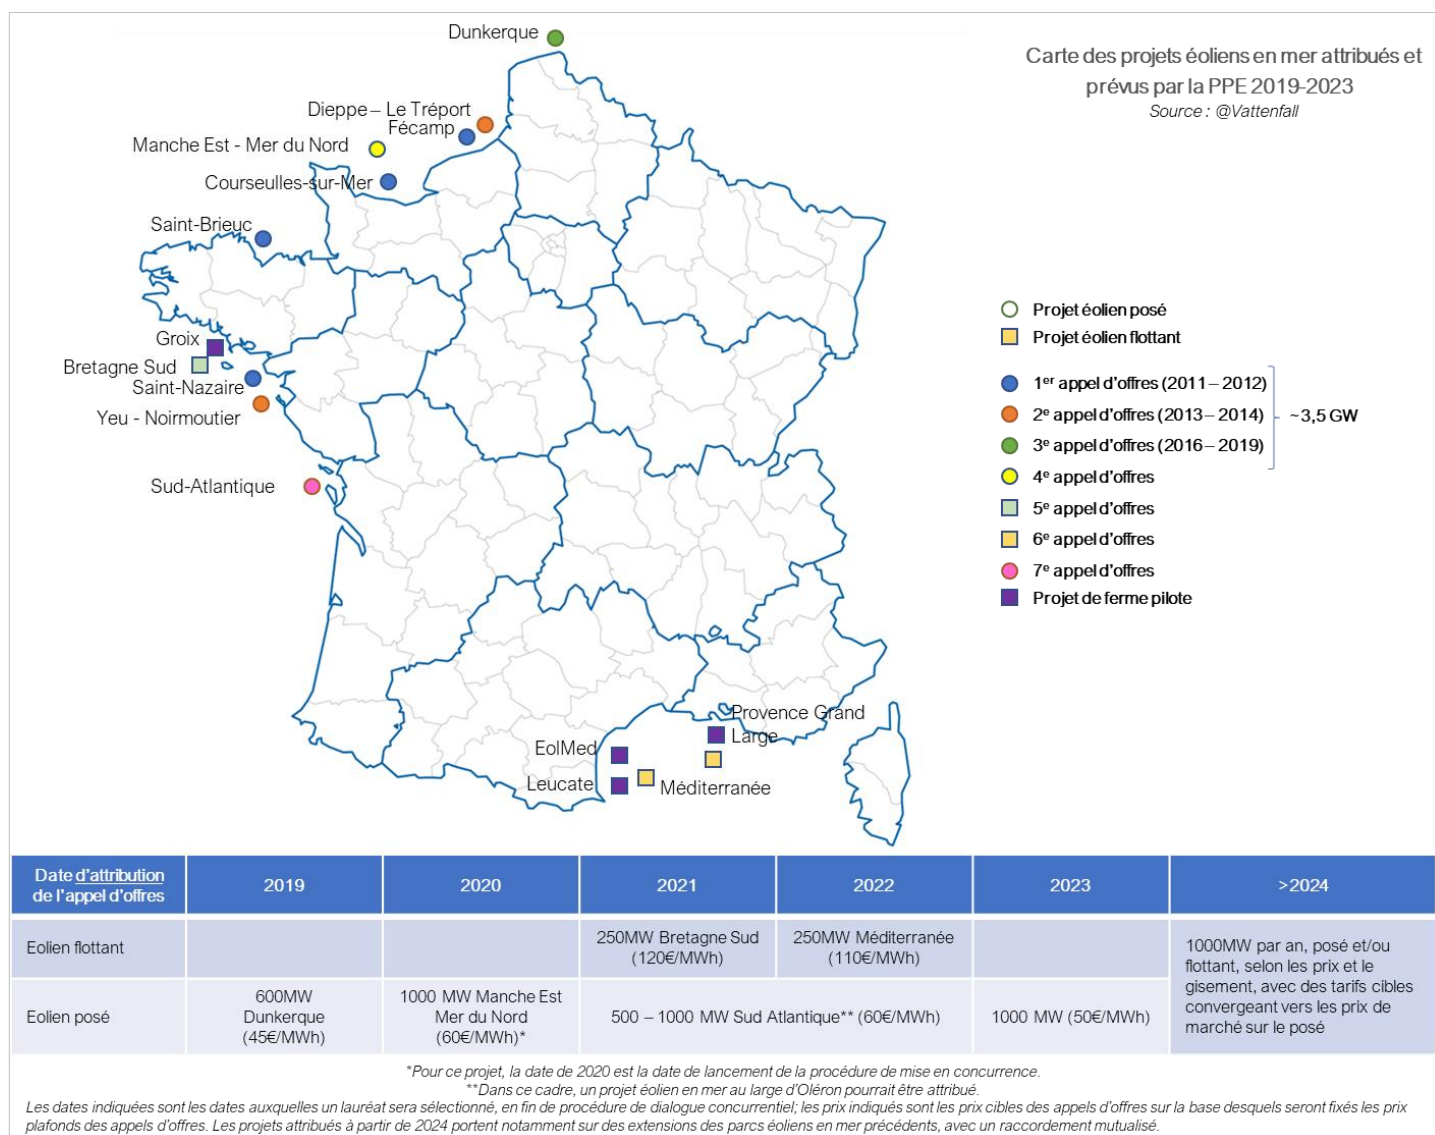 Dunkerque
Carte des projets éoliens en mer attribués et
prévus par la PPE 2019-2023
Source : @Vattenfall
Dieppe – Le Tréport
Fécamp
Manche Est - Mer du Nord
Courseulles-sur-Mer
Saint-Brieuc
Groix
Bretagne Sud
Saint-Nazaire
Yeu - Noirmoutier
Sud-Atlantique
Projet éolien posé
Projet éolien flottant
1er appel d'offres (2011 – 2012)
2e appel d'offres (2013 – 2014)
~3,5 GW
3e appel d'offres (2016 – 2019)
4e appel d'offres
5e appel d'offres
6e appel d'offres
7e appel d'offres
Projet de ferme pilote
Provence Grand
Large
EolMed
Leucate
Méditerranée
Date d'attribution
de l'appel d'offres
2019
2020
2021
2022
2023
>2024
Eolien flottant
250MW Bretagne Sud
(120€/MWh)
250MW Méditerranée
(110€/MWh)
1000MW par an, posé et/ou
flottant, selon les prix et le
gisement, avec des tarifs cibles
convergeant vers les prix de
marché sur le posé
Eolien posé
600MW
Dunkerque
(45€/MWh)
1000 MW Manche Est
Mer du Nord
(60€/MWh)*
500 – 1000 MW Sud Atlantique** (60€/MWh)
1000 MW (50€/MWh)
*Pour ce projet, la date de 2020 est la date de lancement de la procédure de mise en concurrence.
**Dans ce cadre, un projet éolien en mer au large d'Oléron pourrait être attribué.
Les dates indiquées sont les dates auxquelles un lauréat sera sélectionné, en fin de procédure de dialogue concurrentiel; les prix indiqués sont les prix cibles des appels d'offres sur la base desquels seront fixés les prix
plafonds des appels d'offres. Les projets attribués à partir de 2024 portent notamment sur des extensions des parcs éoliens en mer précédents, avec un raccordement mutualisé.